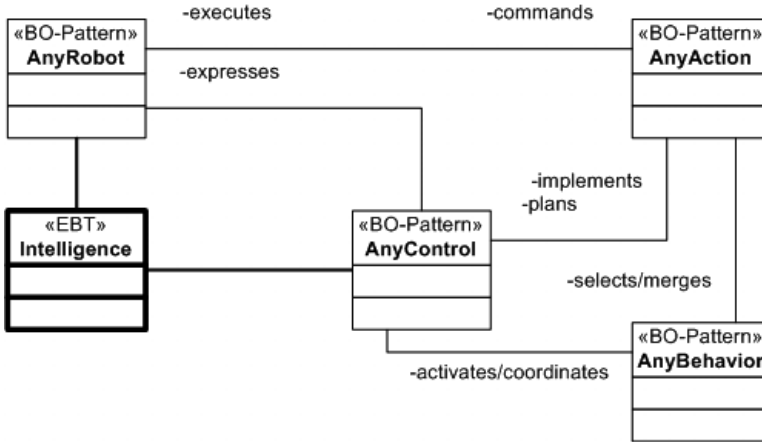 -executes
-commands
«BO-Pattern»
AnyRobot
«BO-Pattern»
AnyAction
-expresses
-implements
-plans
«EBT»
Intelligence
«BO-Pattern»
AnyControl
-selects/merges
«BO-Pattern»
AnyBehavior
-activates/coordinates